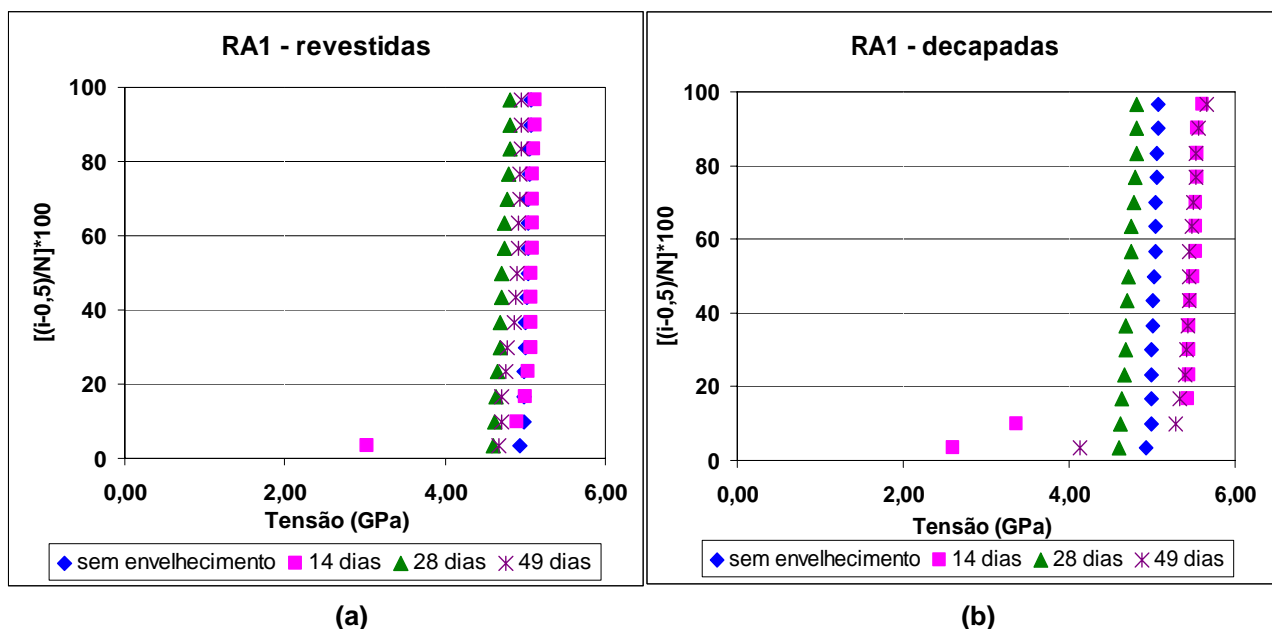 RA1 - revestidas
100
80
60
40
20
0
[(i-0,5)/N]*100
0,00 2,00 4,00 6,00
Tensão (GPa)
sem envelhecimento 14 dias 28 dias 49 dias
(a)
RA1 - decapadas
100
80
60
40
20
0
[(i-0,5)/N]*100
0,00 2,00 4,00 6,00
Tensão (GPa)
sem envelhecimento 14 dias 28 dias 49 dias
(b)